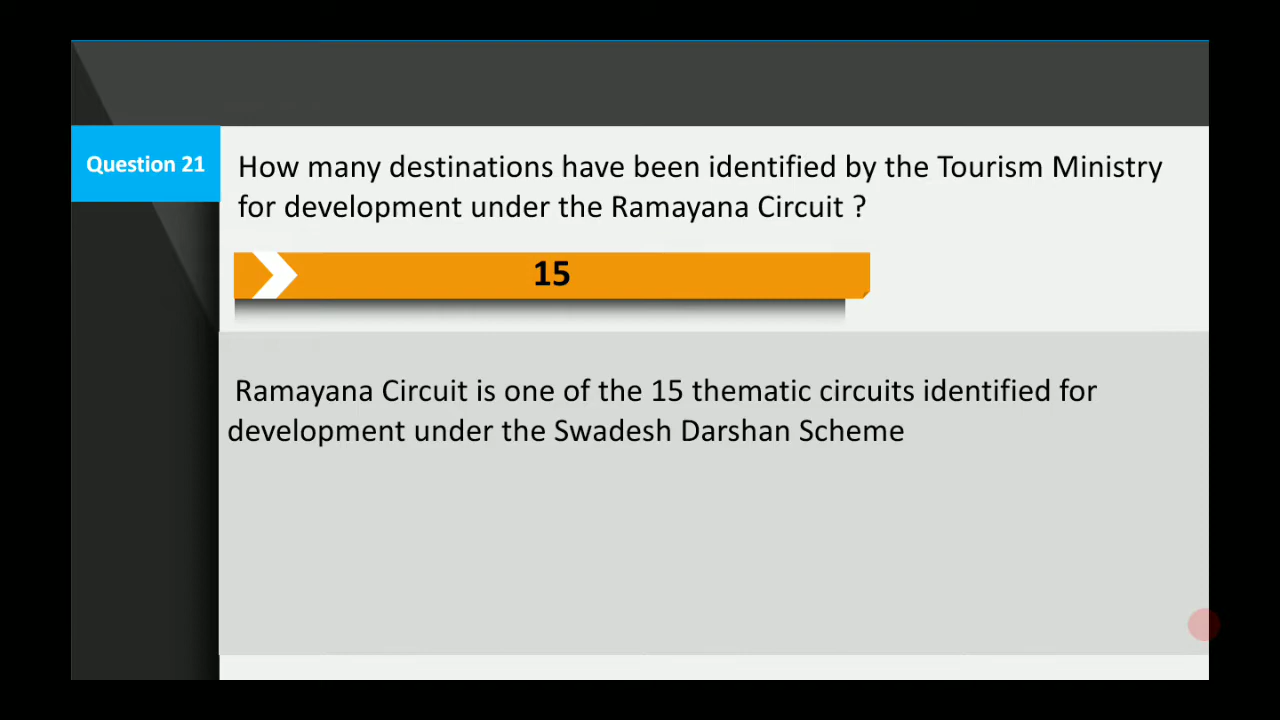 Question 21
How many destinations have been identified by the Tourism Ministry
for development under the Ramayana Circuit ?
15
Ramayana Circuit is one of the 15 thematic circuits identified for
development under the Swadesh Darshan Scheme